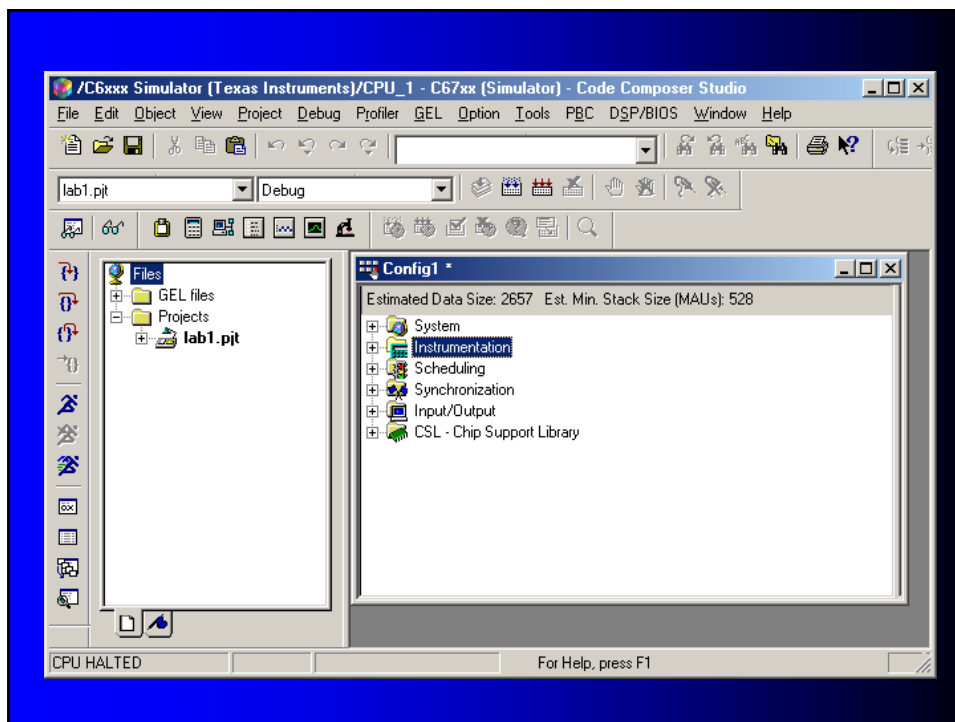 /C6xxx Simulator (Texas Instruments)/CPU_1 - C67xx (Simulator) - Code Composer Studio
File Edit Object View Project Debug Profiler GEL Option Tools PBC DSP/BIOS Window Help
lab1.pjt Debug
Files
GEL files
Projects
lab1.pjt
Config1 *
Estimated Data Size: 2657 Est. Min. Stack Size (MAUs): 528
System
Instrumentation
Scheduling
Synchronization
Input/Output
CSL - Chip Support Library
CPU HALTED
For Help, press F1